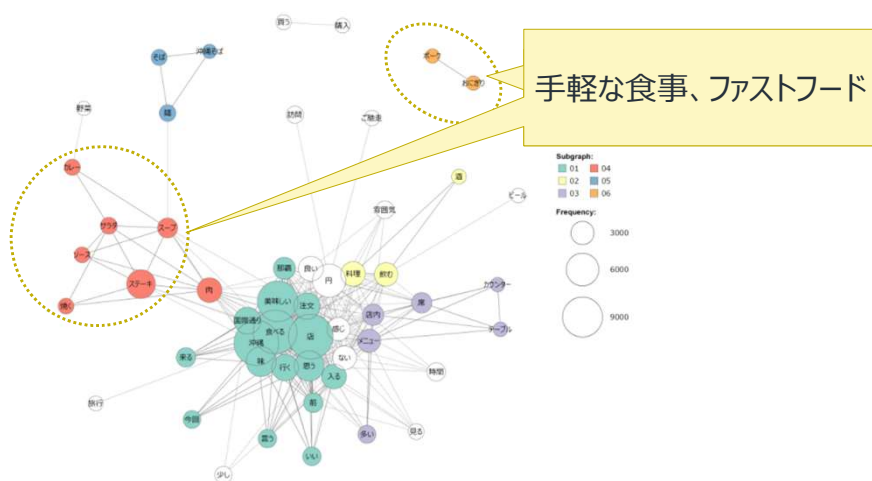 買う
購入
そば
沖縄そば
ポーク
おにぎり
手軽な食事、ファストフード
野菜
麺
訪問
ご馳走
カレー
Subgraph:
01 04
02 05
03 06
酒
ビール
雰囲気
Frequency:
3000
6000
9000
サラダ
スープ
ソース
ステーキ
肉
焼く
那覇
良い
円
料理
飲む
カウンター
美味しい
注文
席
店内
国際通り
食べる
店
感じ
テーブル
沖縄
メニュー
来る
味
行く
思う
ない
入る
時間
旅行
前
今回
言う
多い
見る
いい
少し